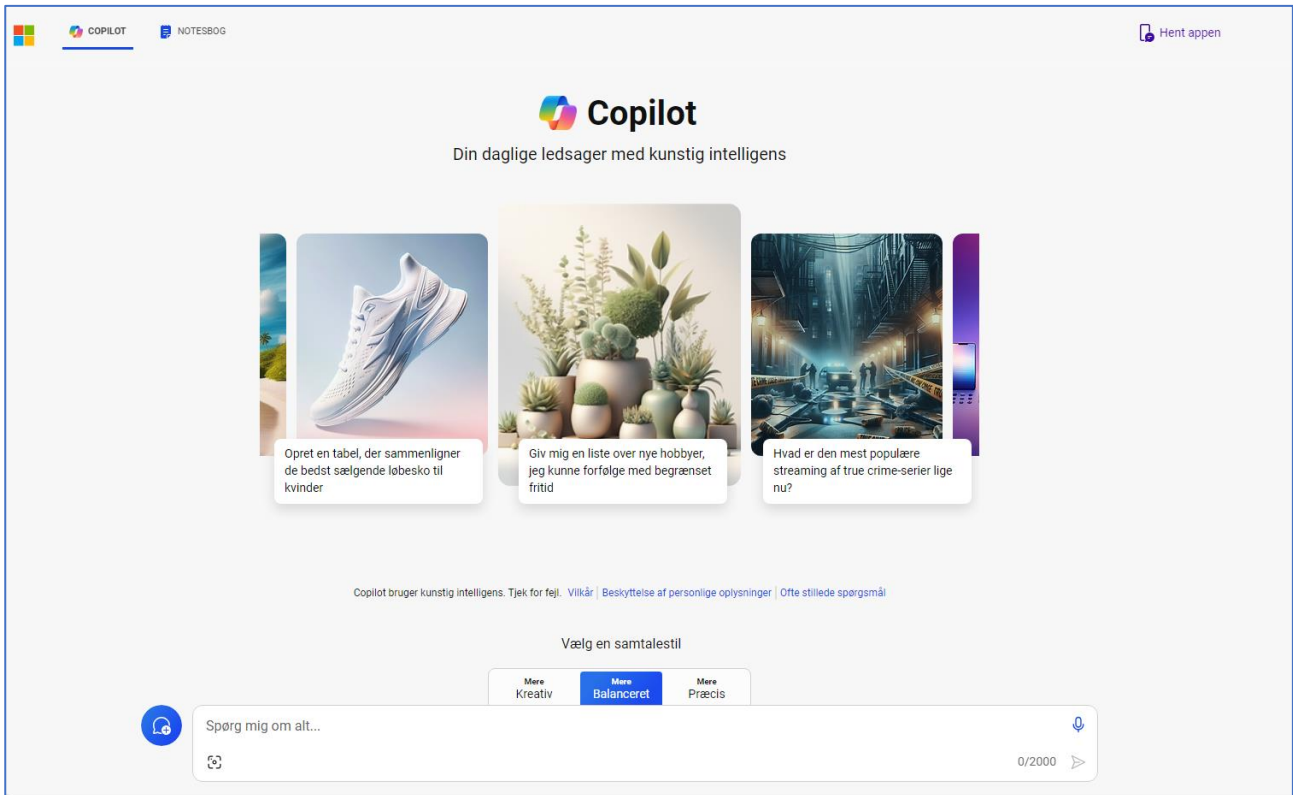 COPILOT
NOTESBOG
Hent appen
Copilot
Din daglige ledsager med kunstig intelligens
Opret en tabel, der sammenligner
de bedst sælgende løbesko til
kvinder
Giv mig en liste over nye hobbyer,
jeg kunne forfølge med begrænset
fritid
Hvad er den mest populære
streaming af true crime-serier lige
nu?
Copilot bruger kunstig intelligens. Tjek for fejl. Vilkår | Beskyttelse af personlige oplysninger | Ofte stillede spørgsmål
Vælg en samtalestil
Mere
Kreativ
Mere
Balanceret
Mere
Præcis
Spørg mig om alt...
0/2000